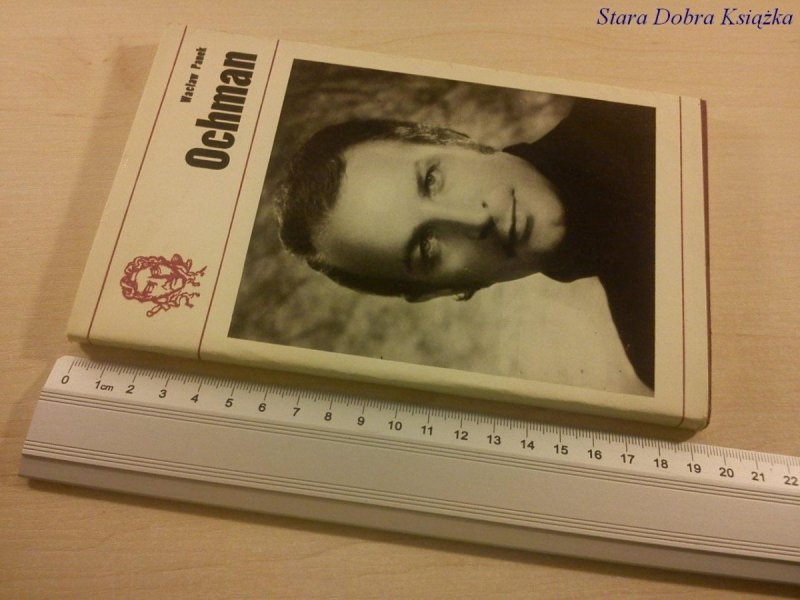 Stara Dobra Książka
Wacław Panek
Ochman
0 1cm 2 3 4 5 6 7 8 9 10 11 12 13 14 15 16 17 18 19 20 21 22